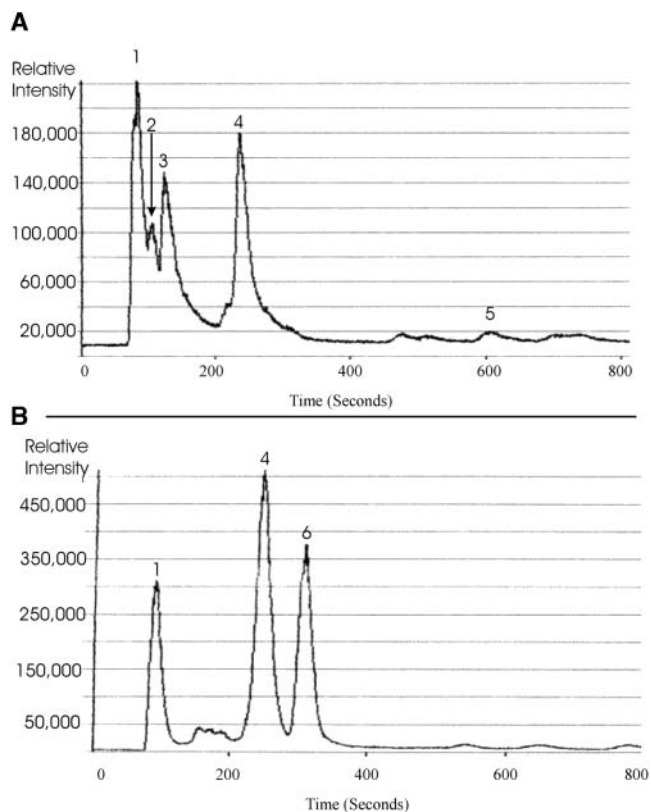 A
Relative
Intensity
1
2
3
4
180,000
140,000
100,000
60,000
5
20,000
0 200 400 600 800
Time (Seconds)
B
Relative
Intensity
4
450,000
6
350,000
1
250,000
150,000
50,000
0 200 400 600 800
Time (Seconds)